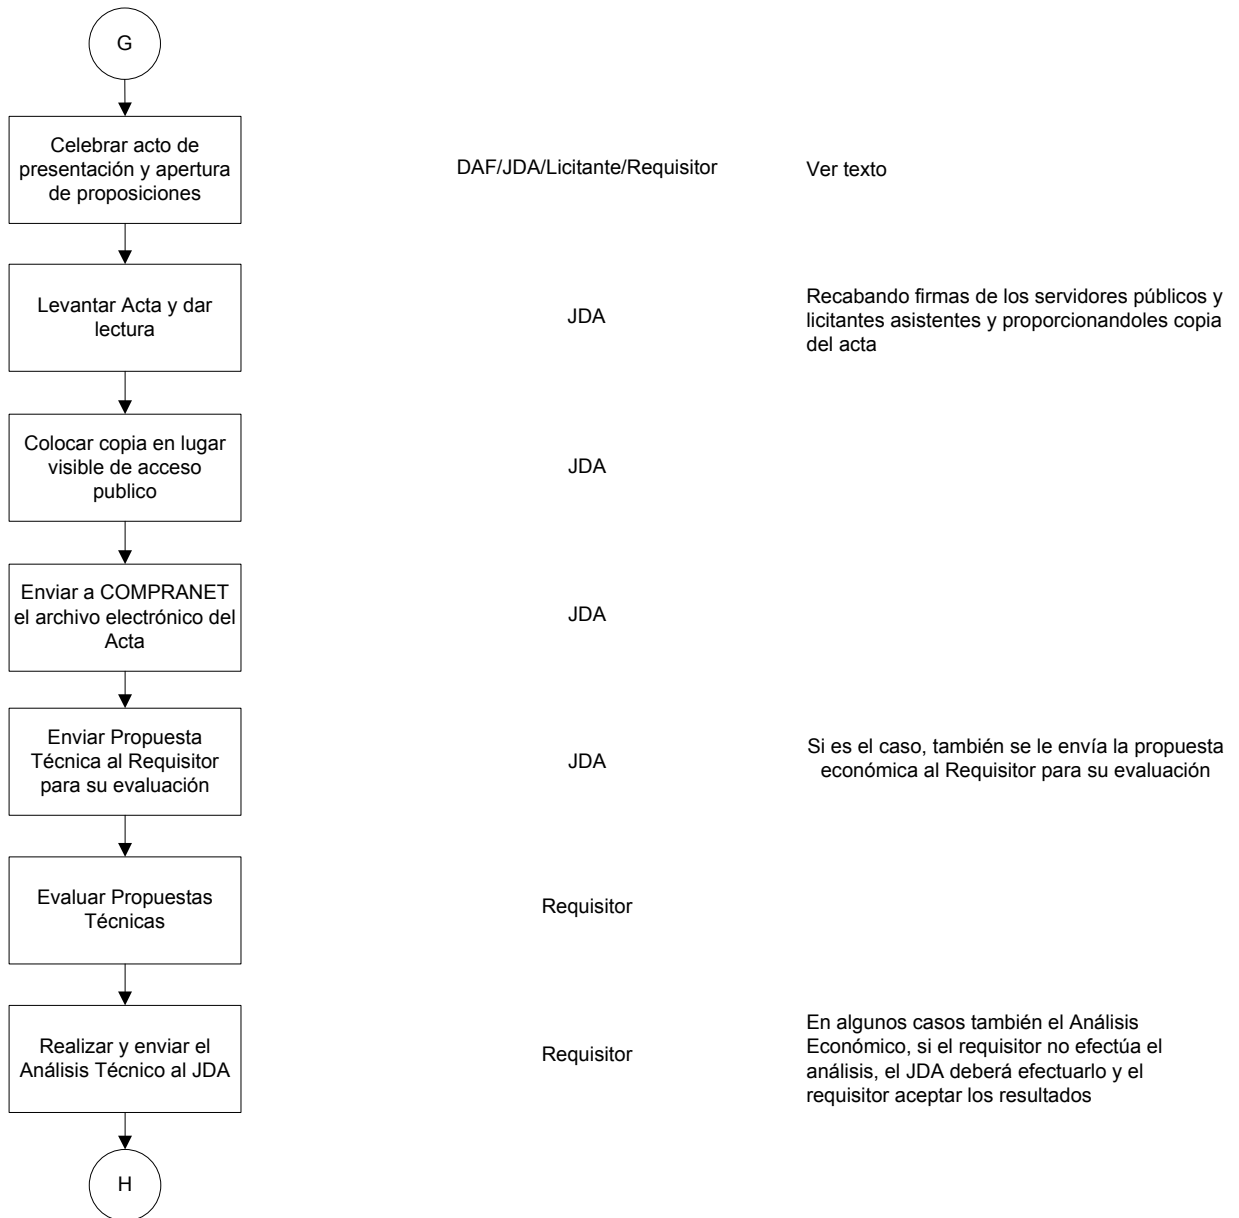 G
Celebrar acto de
presentación y apertura
de proposiciones
DAF/JDA/Licitante/Requisitor
Ver texto
Levantar Acta y dar
lectura
JDA
Recabando firmas de los servidores públicos y
licitantes asistentes y proporcionandoles copia
del acta
Colocar copia en lugar
visible de acceso
publico
JDA
Enviar a COMPRANET
el archivo electrónico del
Acta
JDA
Enviar Propuesta
Técnica al Requisitor
para su evaluación
JDA
Si es el caso, también se le envía la propuesta
económica al Requisitor para su evaluación
Evaluar Propuestas
Técnicas
Requisitor
Realizar y enviar el
Análisis Técnico al JDA
Requisitor
En algunos casos también el Análisis
Económico, si el requisitor no efectúa el
análisis, el JDA deberá efectuarlo y el
requisitor aceptar los resultados
H